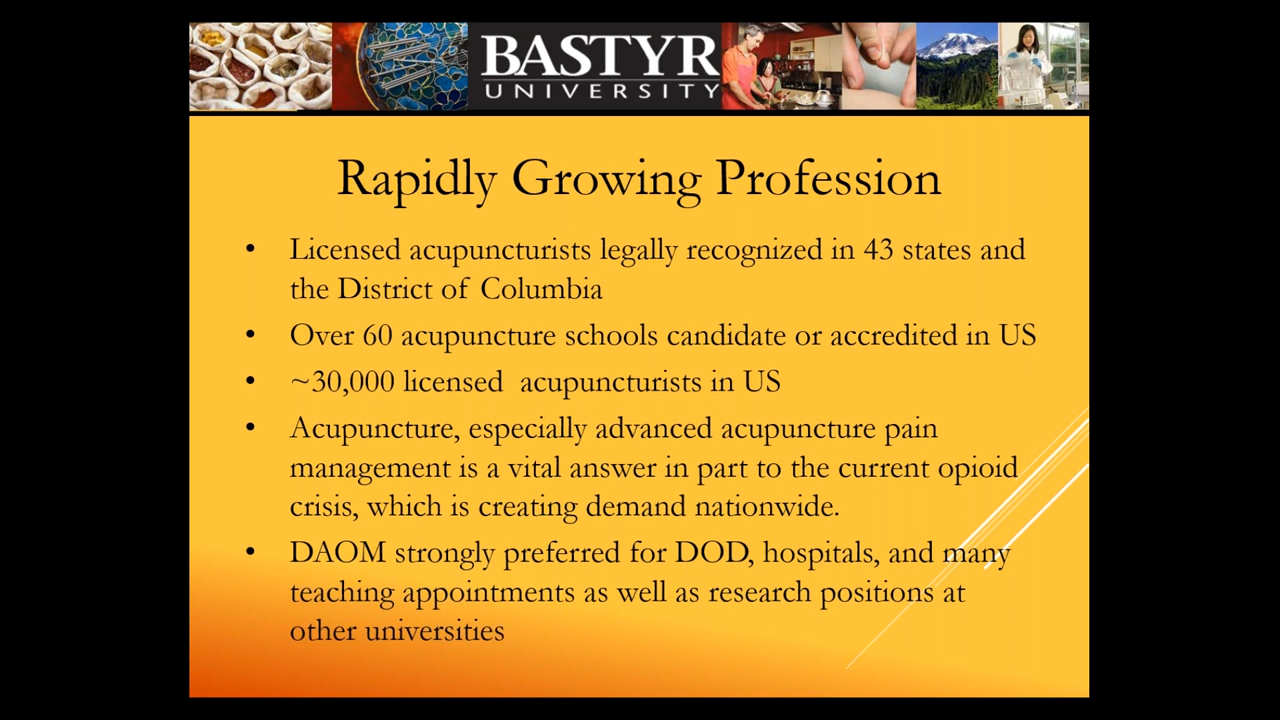 BASTYR
UNIVERSITY
Rapidly Growing Profession
• Licensed acupuncturists legally recognized in 43 states and
the District of Columbia
• Over 60 acupuncture schools candidate or accredited in US
• ~30,000 licensed  acupuncturists in US
• Acupuncture, especially advanced acupuncture pain
management is a vital answer in part to the current opioid
crisis, which is creating demand nationwide.
• DAOM strongly preferred for DOD, hospitals, and many
teaching appointments as well as research positions at
other universities